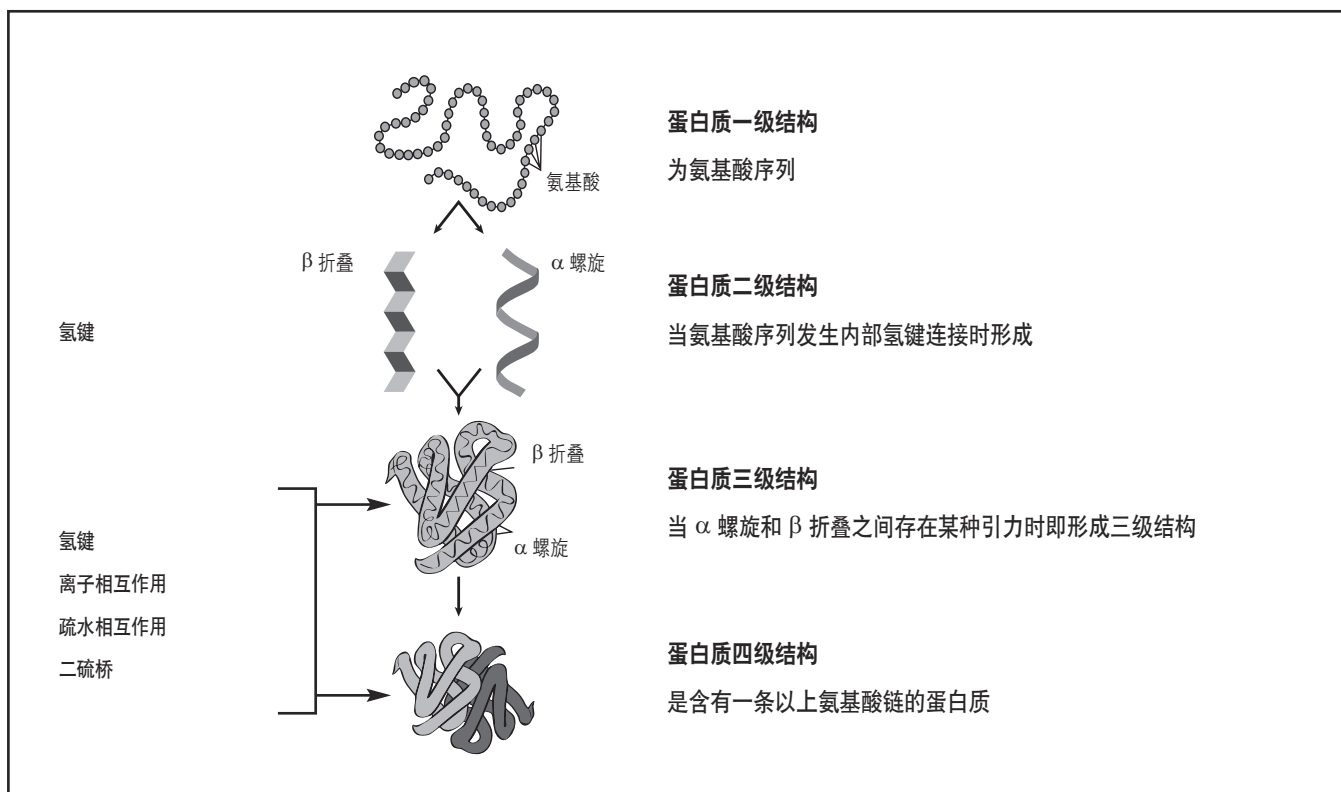 氨基酸
蛋白质一级结构
为氨基酸序列
β 折叠
α 螺旋
氢键
蛋白质二级结构
当氨基酸序列发生内部氢键连接时形成
β 折叠
α 螺旋
蛋白质三级结构
当 α 螺旋和 β 折叠之间存在某种引力时即形成三级结构
氢键
离子相互作用
疏水相互作用
二硫桥
蛋白质四级结构
是含有一条以上氨基酸链的蛋白质